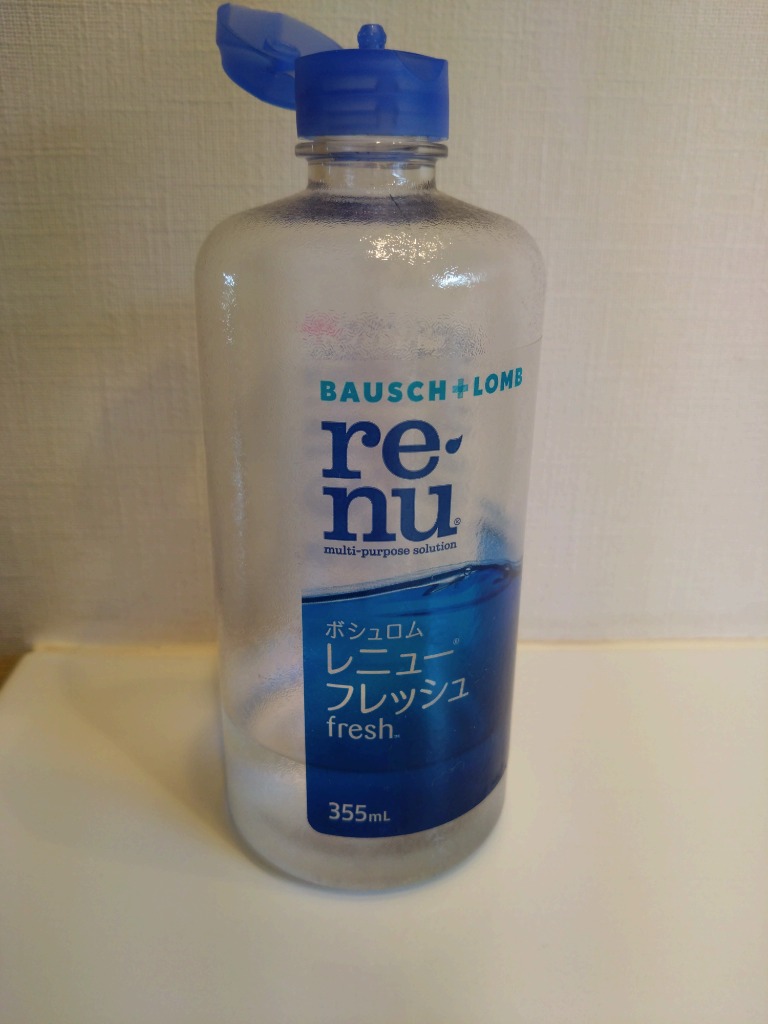 BAUSCH+LOMB
re
nu®
multi-purpose solution
ボシュロム
レニュー®
フレッシュ
fresh™
355mL